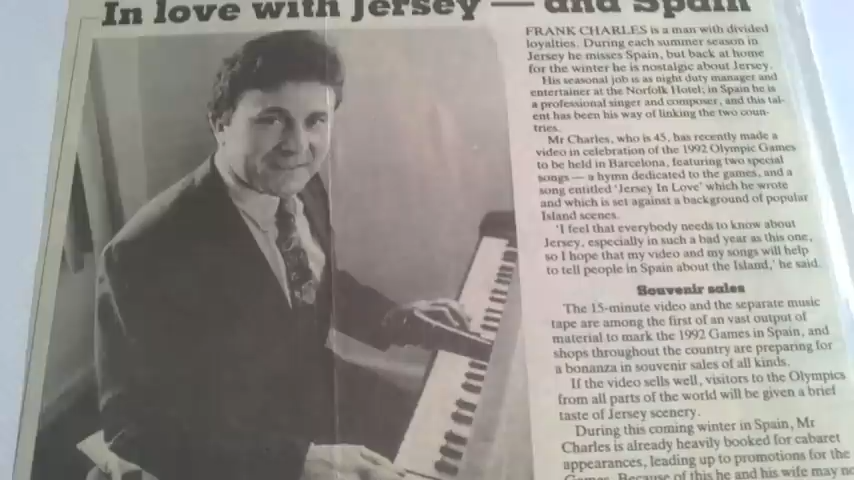 In love with Jersey — and Spain
FRANK CHARLES is a man with divided
loyalties. During each summer season in
Jersey he misses Spain, but back at home
for the winter he is nostalgic about Jersey.
His seasonal job is as night duty manager and
entertainer at the Norfolk Hotel; in Spain he is
a professional singer and composer, and this tal-
ent has been his way of linking the two coun-
tries.
Mr Charles, who is 45, has recently made a
video in celebration of the 1992 Olympic Games
to be held in Barcelona, featuring two special
songs — a hymn dedicated to the games, and a
song entitled 'Jersey In Love' which he wrote
and which is set against a background of popular
Island scenes.
'I feel that everybody needs to know about
Jersey, especially in such a bad year as this one,
so I hope that my video and my songs will help
to tell people in Spain about the Island,' he said.
Souvenir sales
The 15-minute video and the separate music
tape are among the first of an vast output of
material to mark the 1992 Games in Spain, and
shops throughout the country are preparing for
a bonanza in souvenir sales of all kinds.
If the video sells well, visitors to the Olympics
from all parts of the world will be given a brief
taste of Jersey scenery.
During this coming winter in Spain, Mr
Charles is already heavily booked for cabaret
appearances, leading up to promotions for the
Games. Because of this he and his wife may no